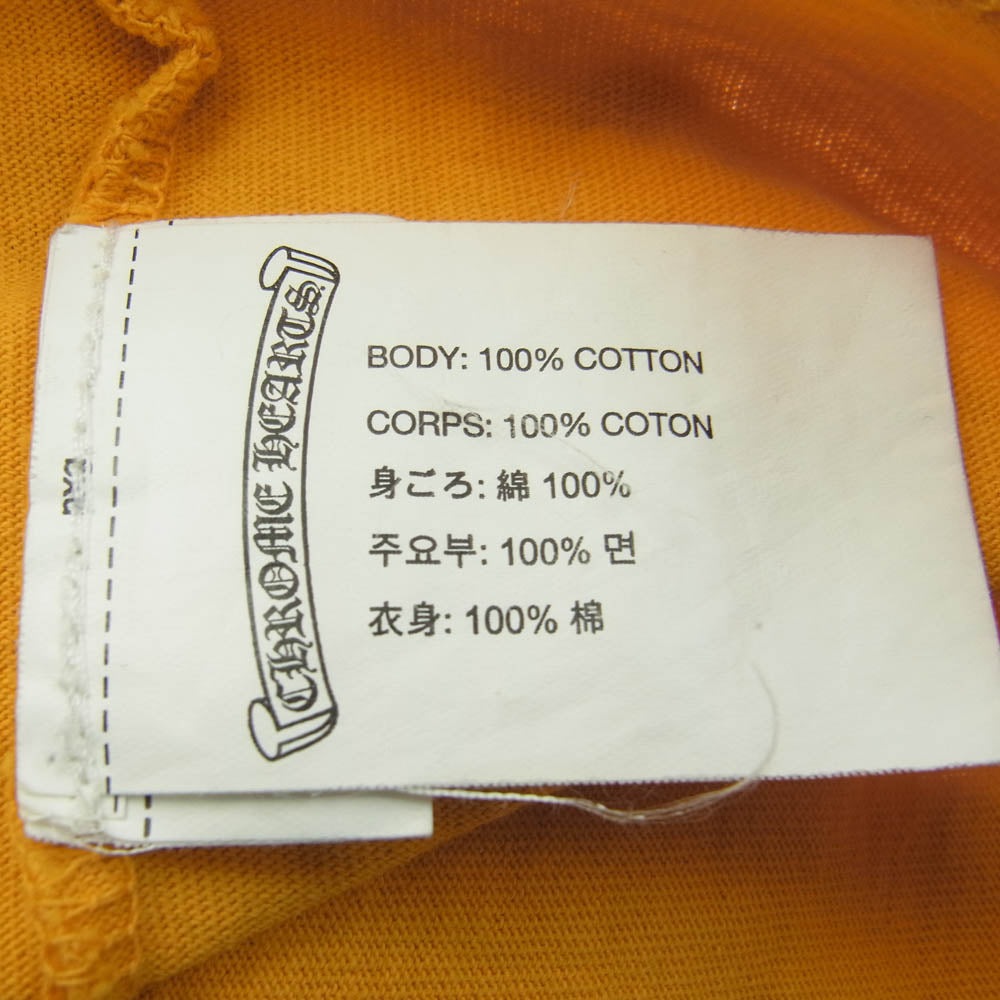 CHROME HEARTS
BODY: 100% COTTON
CORPS: 100% COTON
身ごろ: 綿 100%
주요부: 100% 면
衣身: 100% 棉